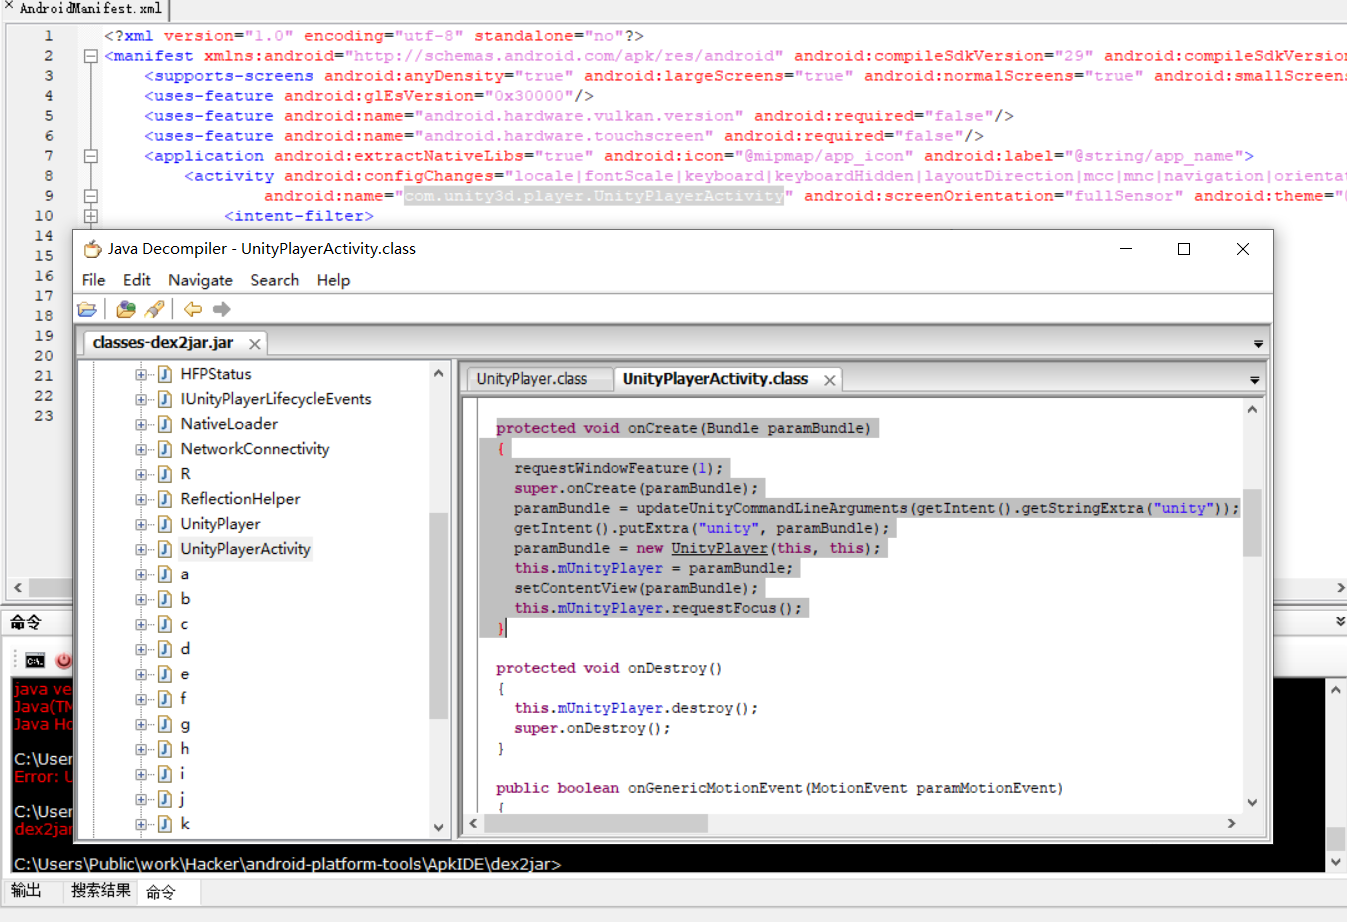 AndroidManifest.xml
1 <?xml version="1.0" encoding="utf-8" standalone="no"?>
2 <manifest xmlns:android="http://schemas.android.com/apk/res/android" android:compileSdkVersion="29" android:compileSdkVersion
3 <supports-screens android:anyDensity="true" android:largeScreens="true" android:normalScreens="true" android:smallScreens
4 <uses-feature android:glEsVersion="0x30000"/>
5 <uses-feature android:name="android.hardware.vulkan.version" android:required="false"/>
6 <uses-feature android:name="android.hardware.touchscreen" android:required="false"/>
7 <application android:extractNativeLibs="true" android:icon="@mipmap/app_icon" android:label="@string/app_name">
8 <activity android:configChanges="locale|fontScale|keyboard|keyboardHidden|layoutDirection|mcc|mnc|navigation|orientat
9 android:name="com.unity3d.player.UnityPlayerActivity" android:screenOrientation="fullSensor" android:theme="@
10 <intent-filter>
14
15
16
17
18
19
20
21
22
23
Java Decompiler - UnityPlayerActivity.class
File Edit Navigate Search Help
classes-dex2jar.jar
HFPStatus
IUnityPlayerLifecycleEvents
NativeLoader
NetworkConnectivity
R
ReflectionHelper
UnityPlayer
UnityPlayerActivity
a
b
c
d
e
f
g
h
i
j
k
UnityPlayer.class UnityPlayerActivity.class
protected void onCreate(Bundle paramBundle)
{
requestWindowFeature(1);
super.onCreate(paramBundle);
paramBundle = updateUnityCommandLineArguments(getIntent().getStringExtra("unity"));
getIntent().putExtra("unity", paramBundle);
paramBundle = new UnityPlayer(this, this);
this.mUnityPlayer = paramBundle;
setContentView(paramBundle);
this.mUnityPlayer.requestFocus();
}
protected void onDestroy()
{
this.mUnityPlayer.destroy();
super.onDestroy();
}
public boolean onGenericMotionEvent(MotionEvent paramMotionEvent)
{
命令
java ve
Java(TM
Java Ho
C:\User
Error: U
C:\User
dex2jar
C:\Users\Public\work\Hacker\android-platform-tools\ApkIDE\dex2jar>
输出 搜索结果 命令